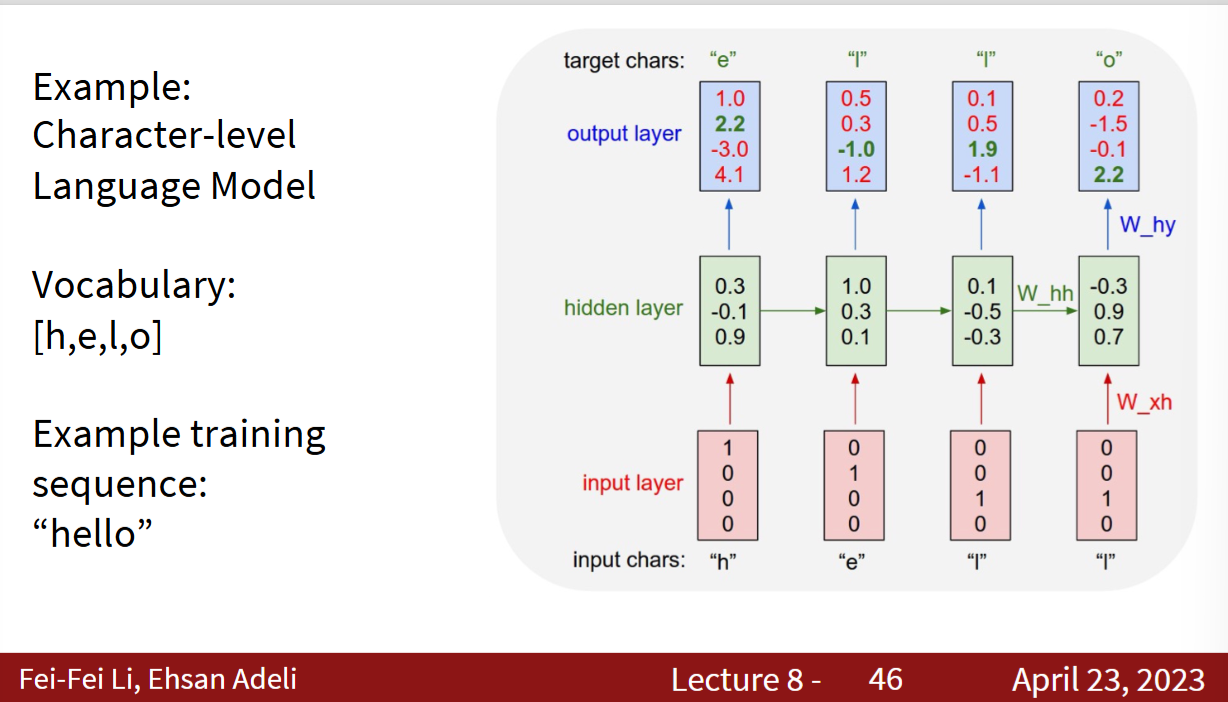 Example:
Character-level
Language Model
Vocabulary:
[h,e,l,o]
Example training
sequence:
“hello”
target chars: “e” “l” “l” “o”
output layer
1.0 0.5 0.1 0.2
2.2 0.3 0.5 -1.5
-3.0 -1.0 1.9 -0.1
4.1 1.2 -1.1 2.2
W_hy
hidden layer
0.3 1.0 0.1 -0.3
-0.1 0.3 -0.5 0.9
0.9 0.1 -0.3 0.7
W_hh
W_xh
input layer
1 0 0 0
0 1 0 0
0 0 1 1
0 0 0 0
input chars: “h” “e” “l” “l”
Fei-Fei Li, Ehsan Adeli Lecture 8 - 46 April 23, 2023